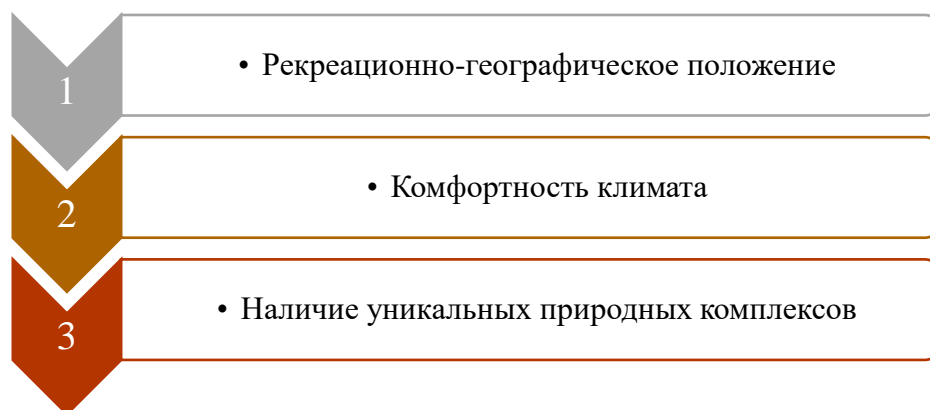 1
• Рекреационно-географическое положение
2
• Комфортность климата
3
• Наличие уникальных природных комплексов